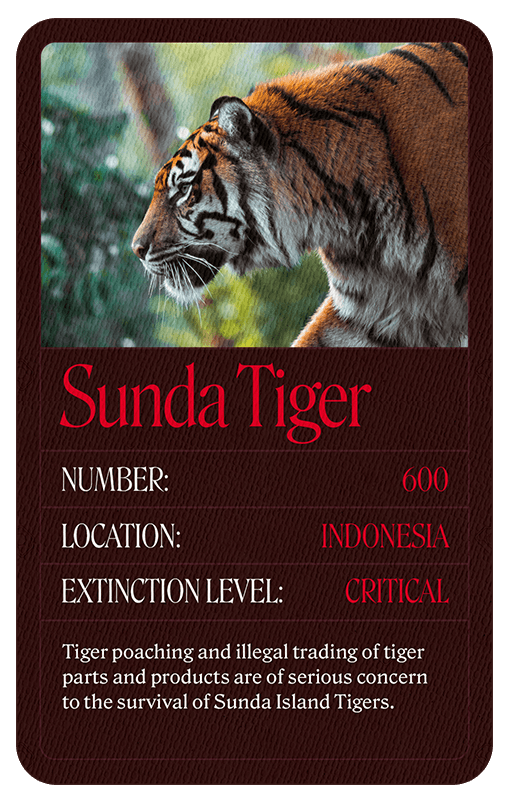 Sunda Tiger
NUMBER: 600
LOCATION: INDONESIA
EXTINCTION LEVEL: CRITICAL
Tiger poaching and illegal trading of tiger
parts and products are of serious concern
to the survival of Sunda Island Tigers.